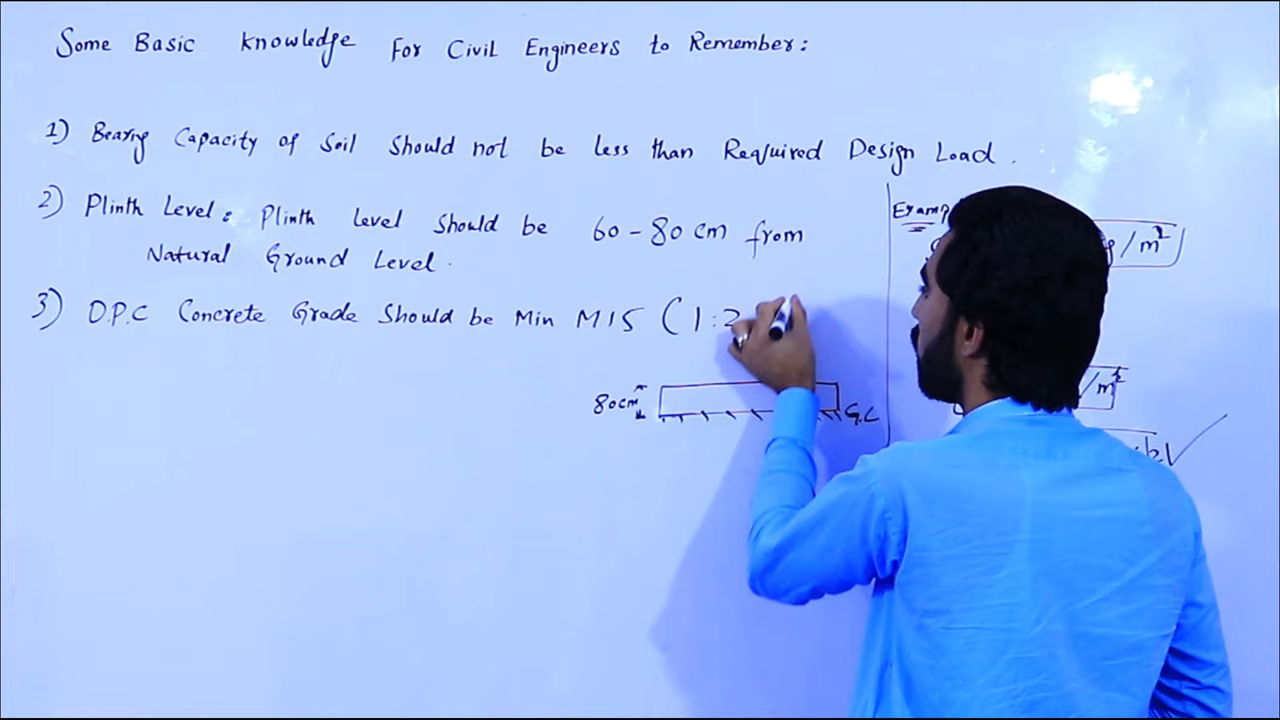 Some Basic Knowledge For Civil Engineers to Remember:
1) Bearing Capacity of Soil Should not be less than Required Design Load.
2) Plinth Level: Plinth Level Should be 60-80 cm from
Natural Ground Level.
3) D.P.C Concrete Grade Should be Min M15 (1:2
80cm
G.L
/m²
/m²